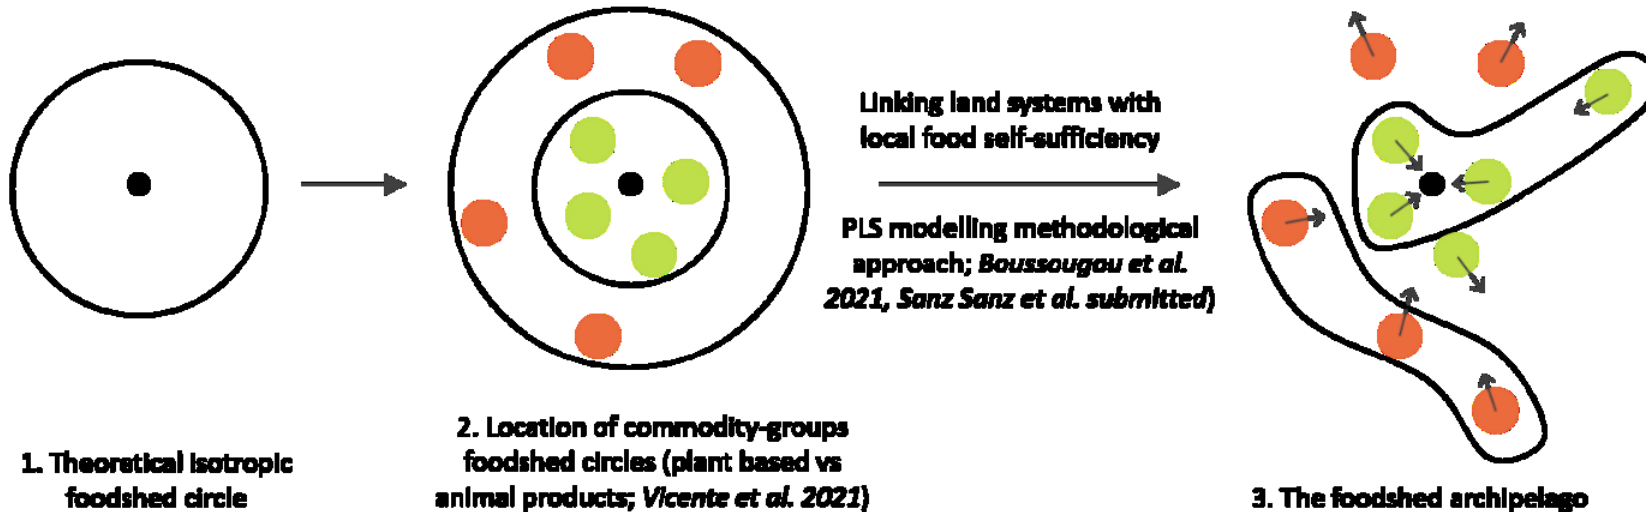 Linking land systems with
local food self-sufficiency
PLS modelling methodological
approach; Boussougou et al.
2021, Sanz Sanz et al. submitted)
1. Theoretical isotropic
foodshed circle
2. Location of commodity-groups
foodshed circles (plant based vs
animal products; Vicente et al. 2021)
3. The foodshed archipelago